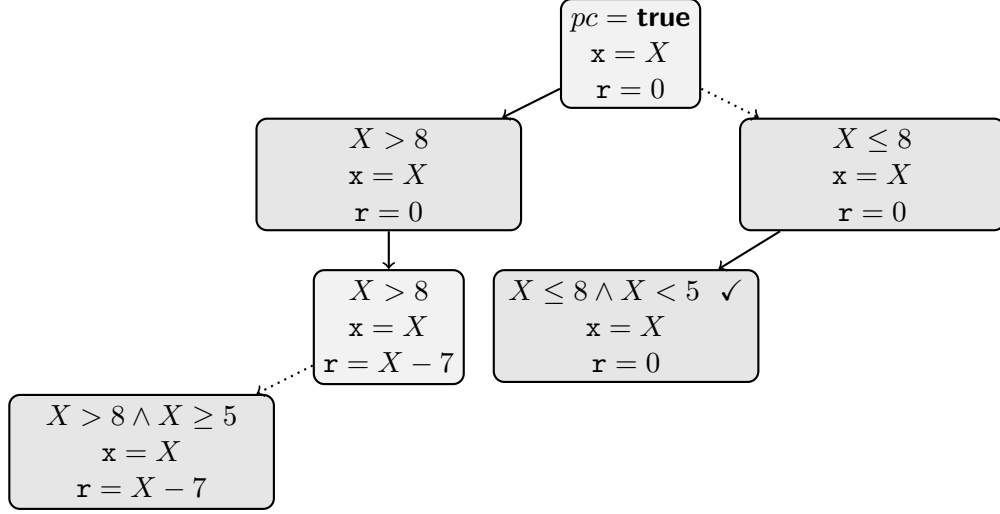 pc = true
x = X
r = 0
X > 8
x = X
r = 0
X ≤ 8
x = X
r = 0
X > 8
x = X
r = X − 7
X ≤ 8 ∧ X < 5 ✓
x = X
r = 0
X > 8 ∧ X ≥ 5
x = X
r = X − 7